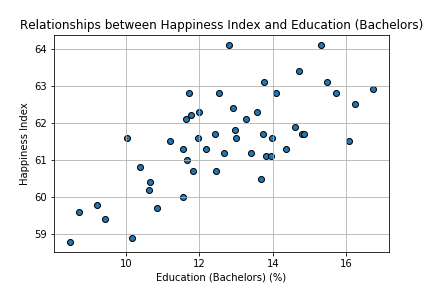 Relationships between Happiness Index and Education (Bachelors)
64
63
62
61
60
59
Happiness Index
10 12 14 16
Education (Bachelors) (%)